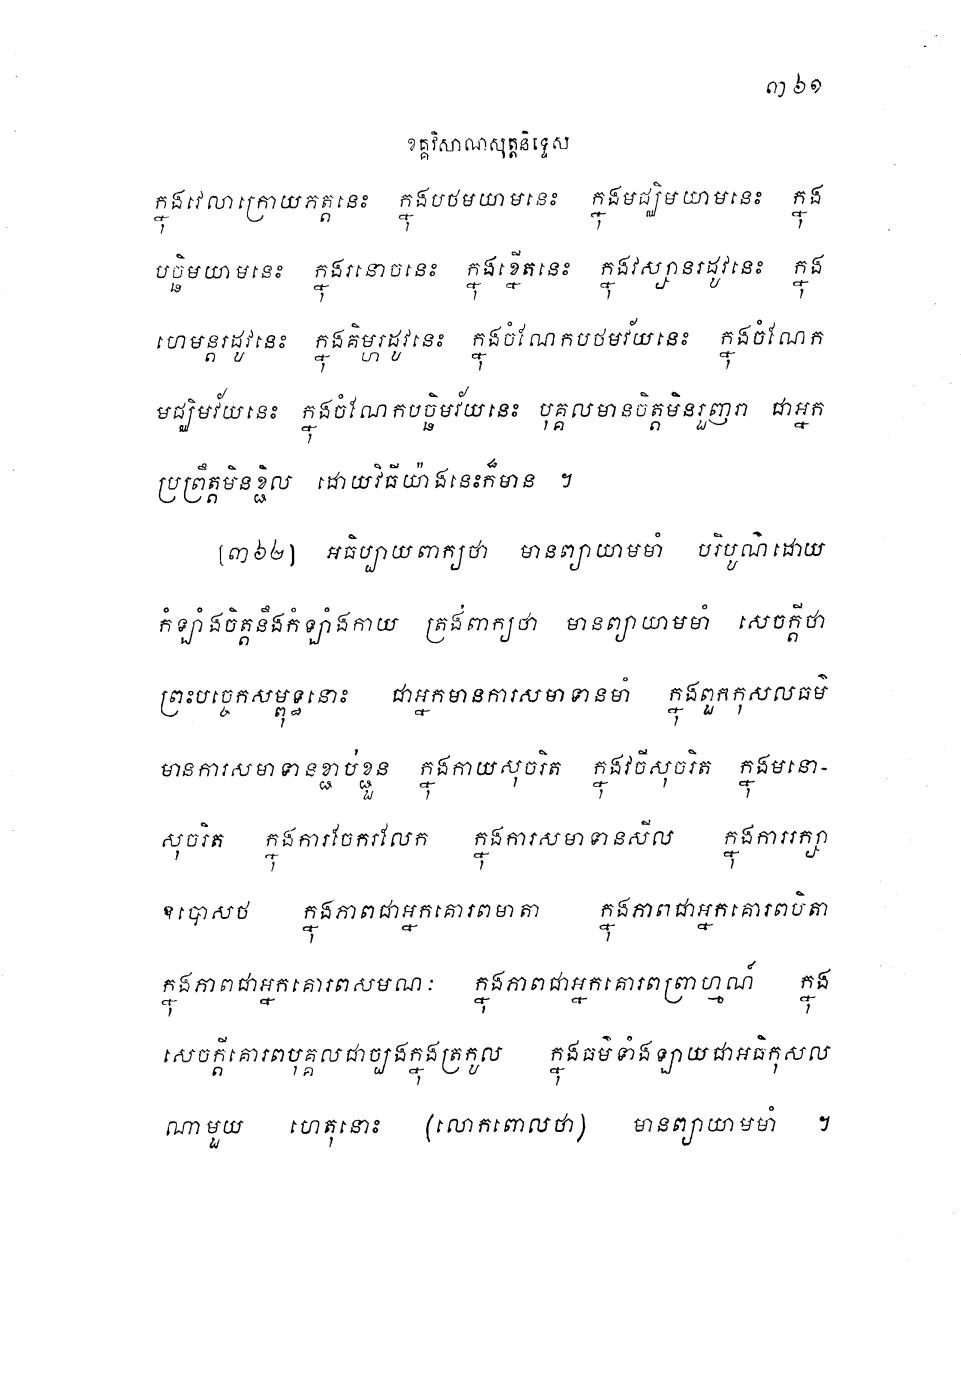 ៣៦១
ខគ្គវិសាណសុត្តនិទ្ទេស
ក្នុងវេលាក្រោយភត្តនេះ ក្នុងបឋមយាមនេះ ក្នុងមជ្ឈិមយាមនេះ ក្នុង
បច្ឆិមយាមនេះ ក្នុងរនោចនេះ ក្នុងខ្នើតនេះ ក្នុងវស្សានរដូវនេះ ក្នុង
ហេមន្តរដូវនេះ ក្នុងគិម្ហរដូវនេះ ក្នុងចំណែកបឋមវ័យនេះ ក្នុងចំណែក
មជ្ឈិមវ័យនេះ ក្នុងចំណែកបច្ឆិមវ័យនេះ បុគ្គលមានចិត្តមិនរួញរា ជាអ្នក
ប្រព្រឹត្តមិនខ្ជិល ដោយវិធីយ៉ាងនេះក៏មាន ។
(៣៦២) អធិប្បាយពាក្យថា មានព្យាយាមមាំ បរិបូណ៌ដោយ
កំឡាំងចិត្តនឹងកំឡាំងកាយ ត្រង់ពាក្យថា មានព្យាយាមមាំ សេចក្តីថា
ព្រះបច្ចេកសម្ពុទ្ធនោះ ជាអ្នកមានការសមាទានមាំ ក្នុងពួកកុសលធម៌
មានការសមាទានខ្ជាប់ខ្ជួន ក្នុងកាយសុចរិត ក្នុងវចីសុចរិត ក្នុងមនោ-
សុចរិត ក្នុងការចែករលែក ក្នុងការសមាទានសីល ក្នុងការរក្សា
ឧបោសថ ក្នុងភាពជាអ្នកគោរពមាតា ក្នុងភាពជាអ្នកគោរពបិតា
ក្នុងភាពជាអ្នកគោរពសមណៈ ក្នុងភាពជាអ្នកគោរពព្រាហ្មណ៍ ក្នុង
សេចក្តីគោរពបុគ្គលជាច្បងក្នុងត្រកូល ក្នុងធម៌ទាំងឡាយជាអធិកុសល
ណាមួយ ហេតុនោះ (លោកពោលថា) មានព្យាយាមមាំ ។